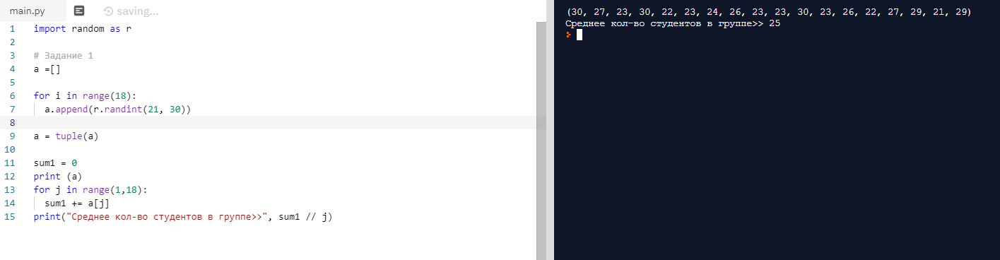 main.py saving...
1 import random as r
2
3 # Задание 1
4 a =[]
5
6 for i in range(18):
7 a.append(r.randint(21, 30))
8
9 a = tuple(a)
10
11 sum1 = 0
12 print (a)
13 for j in range(1,18):
14 sum1 += a[j]
15 print("Среднее кол-во студентов в группе>>", sum1 // j)
(30, 27, 23, 30, 22, 23, 24, 26, 23, 23, 30, 23, 26, 22, 27, 29, 21, 29)
Среднее кол-во студентов в группе>> 25